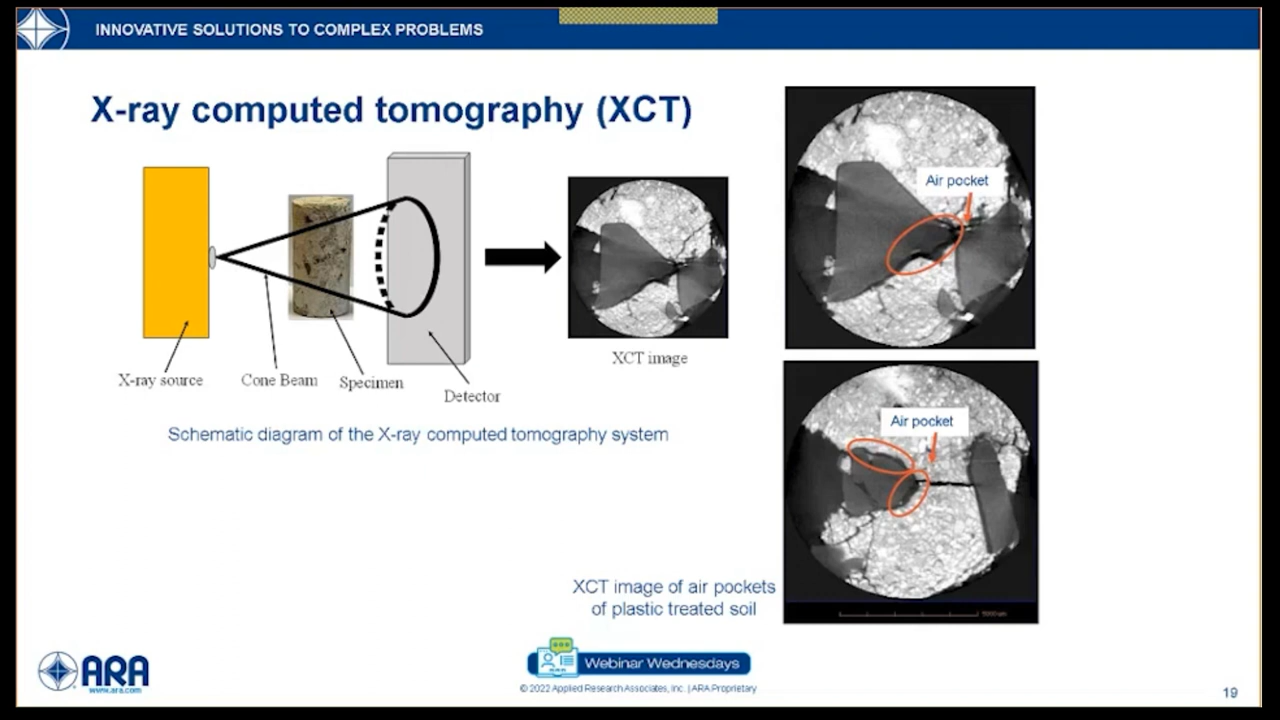 INNOVATIVE SOLUTIONS TO COMPLEX PROBLEMS
X-ray computed tomography (XCT)
Air pocket
X-ray source
Cone Beam
Specimen
Detector
XCT image
Schematic diagram of the X-ray computed tomography system
Air pocket
XCT image of air pockets
of plastic treated soil
ARA
www.ara.com
Webinar Wednesdays
© 2022 Applied Research Associates, Inc. | ARA Proprietary
19